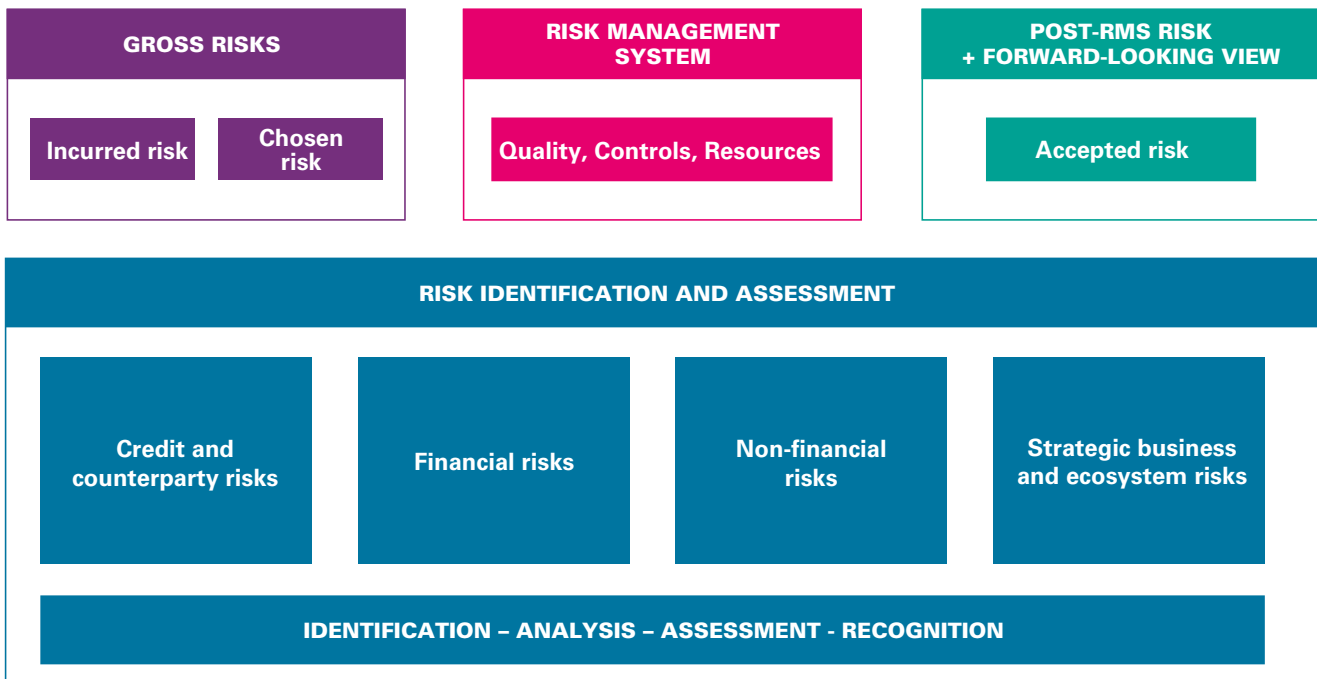 GROSS RISKS
RISK MANAGEMENT
SYSTEM
POST-RMS RISK
+ FORWARD-LOOKING VIEW
Incurred risk
Chosen
risk
Quality, Controls, Resources
Accepted risk
RISK IDENTIFICATION AND ASSESSMENT
Credit and
counterparty risks
Financial risks
Non-financial
risks
Strategic business
and ecosystem risks
IDENTIFICATION – ANALYSIS – ASSESSMENT - RECOGNITION